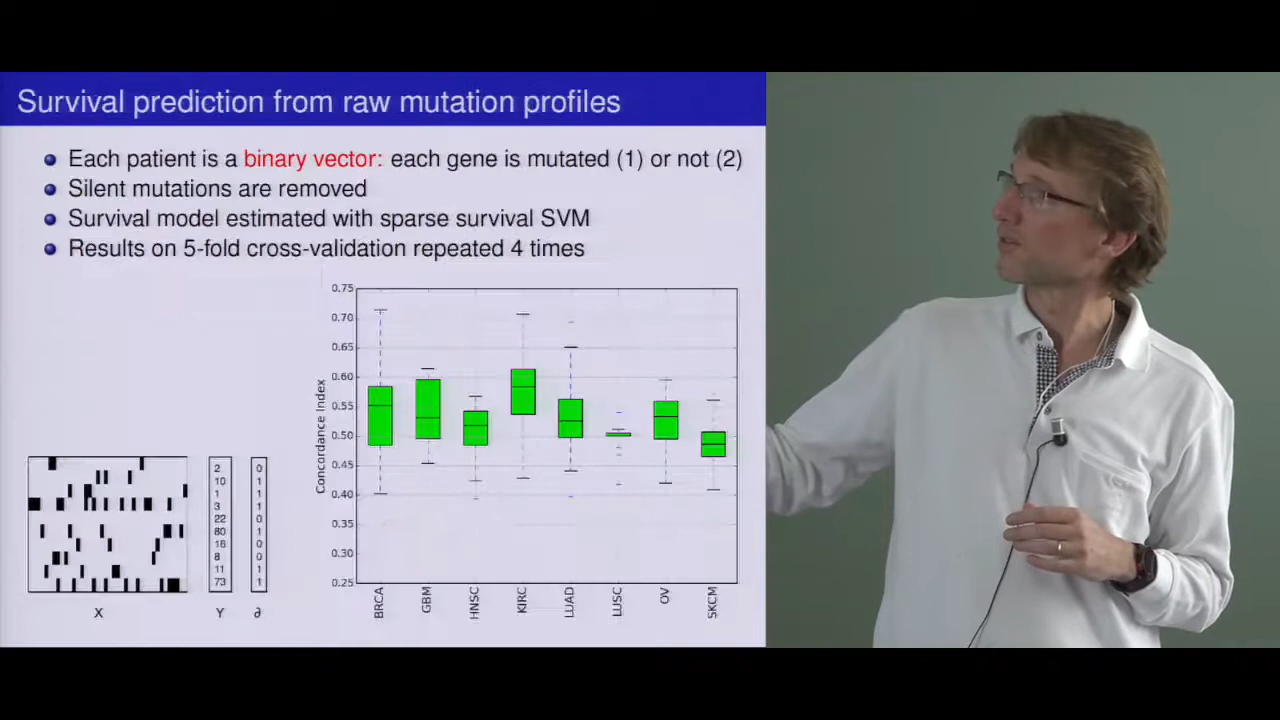 Survival prediction from raw mutation profiles
Each patient is a binary vector: each gene is mutated (1) or not (2)
Silent mutations are removed
Survival model estimated with sparse survival SVM
Results on 5-fold cross-validation repeated 4 times
0.75
0.70
0.65
0.60
0.55
0.50
0.45
0.40
0.35
0.30
0.25
Concordance Index
BRCA
GBM
HNSC
KIRC
LUAD
LUSC
OV
SKCM
2 0
10 1
1 1
3 1
22 0
80 1
16 0
8 0
11 1
73 1
X Y ∂